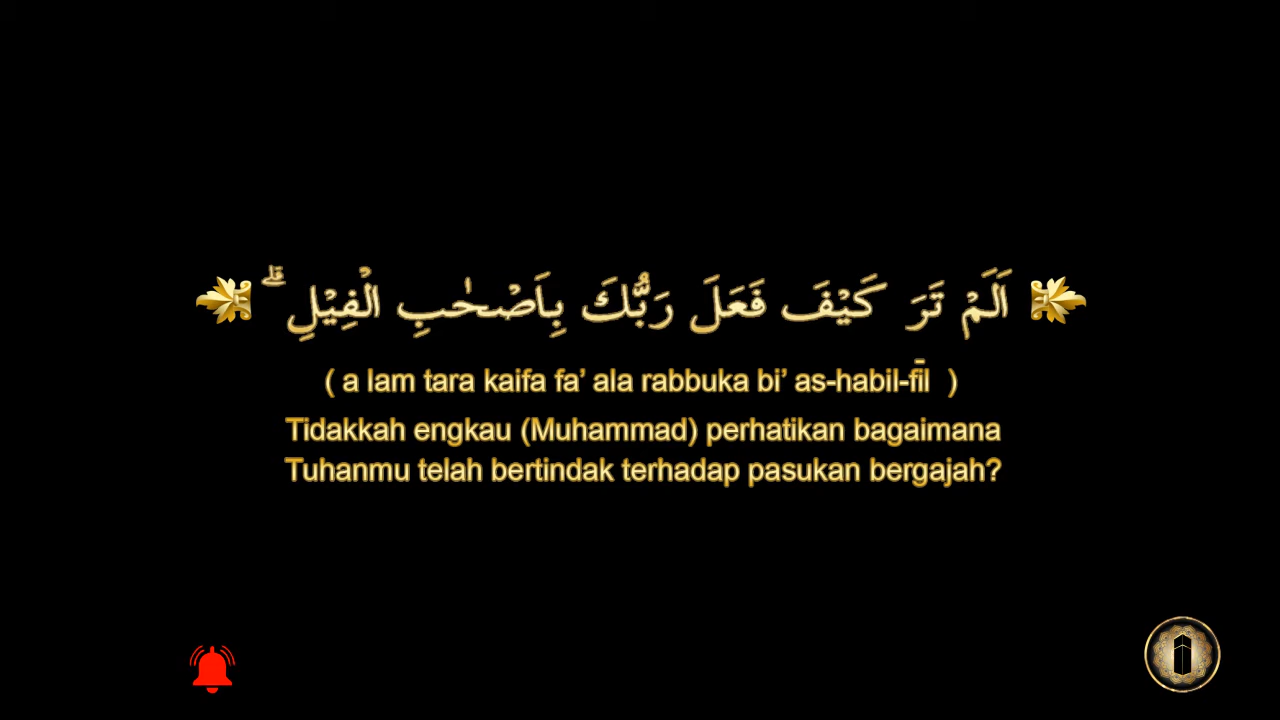 اَلَمْ تَرَ كَيْفَ فَعَلَ رَبُّكَ بِاَصْحٰبِ الْفِيْلِۗ
( a lam tara kaifa fa’ ala rabbuka bi’ as-habil-fīl )
Tidakkah engkau (Muhammad) perhatikan bagaimana
Tuhanmu telah bertindak terhadap pasukan bergajah?